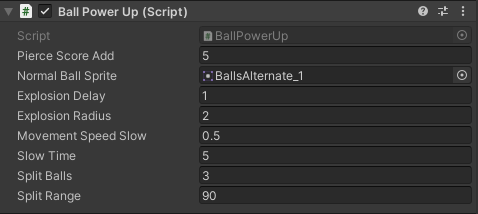 Ball Power Up (Script)
Script BallPowerUp
Pierce Score Add 5
Normal Ball Sprite BallsAlternate_1
Explosion Delay 1
Explosion Radius 2
Movement Speed Slow 0.5
Slow Time 5
Split Balls 3
Split Range 90